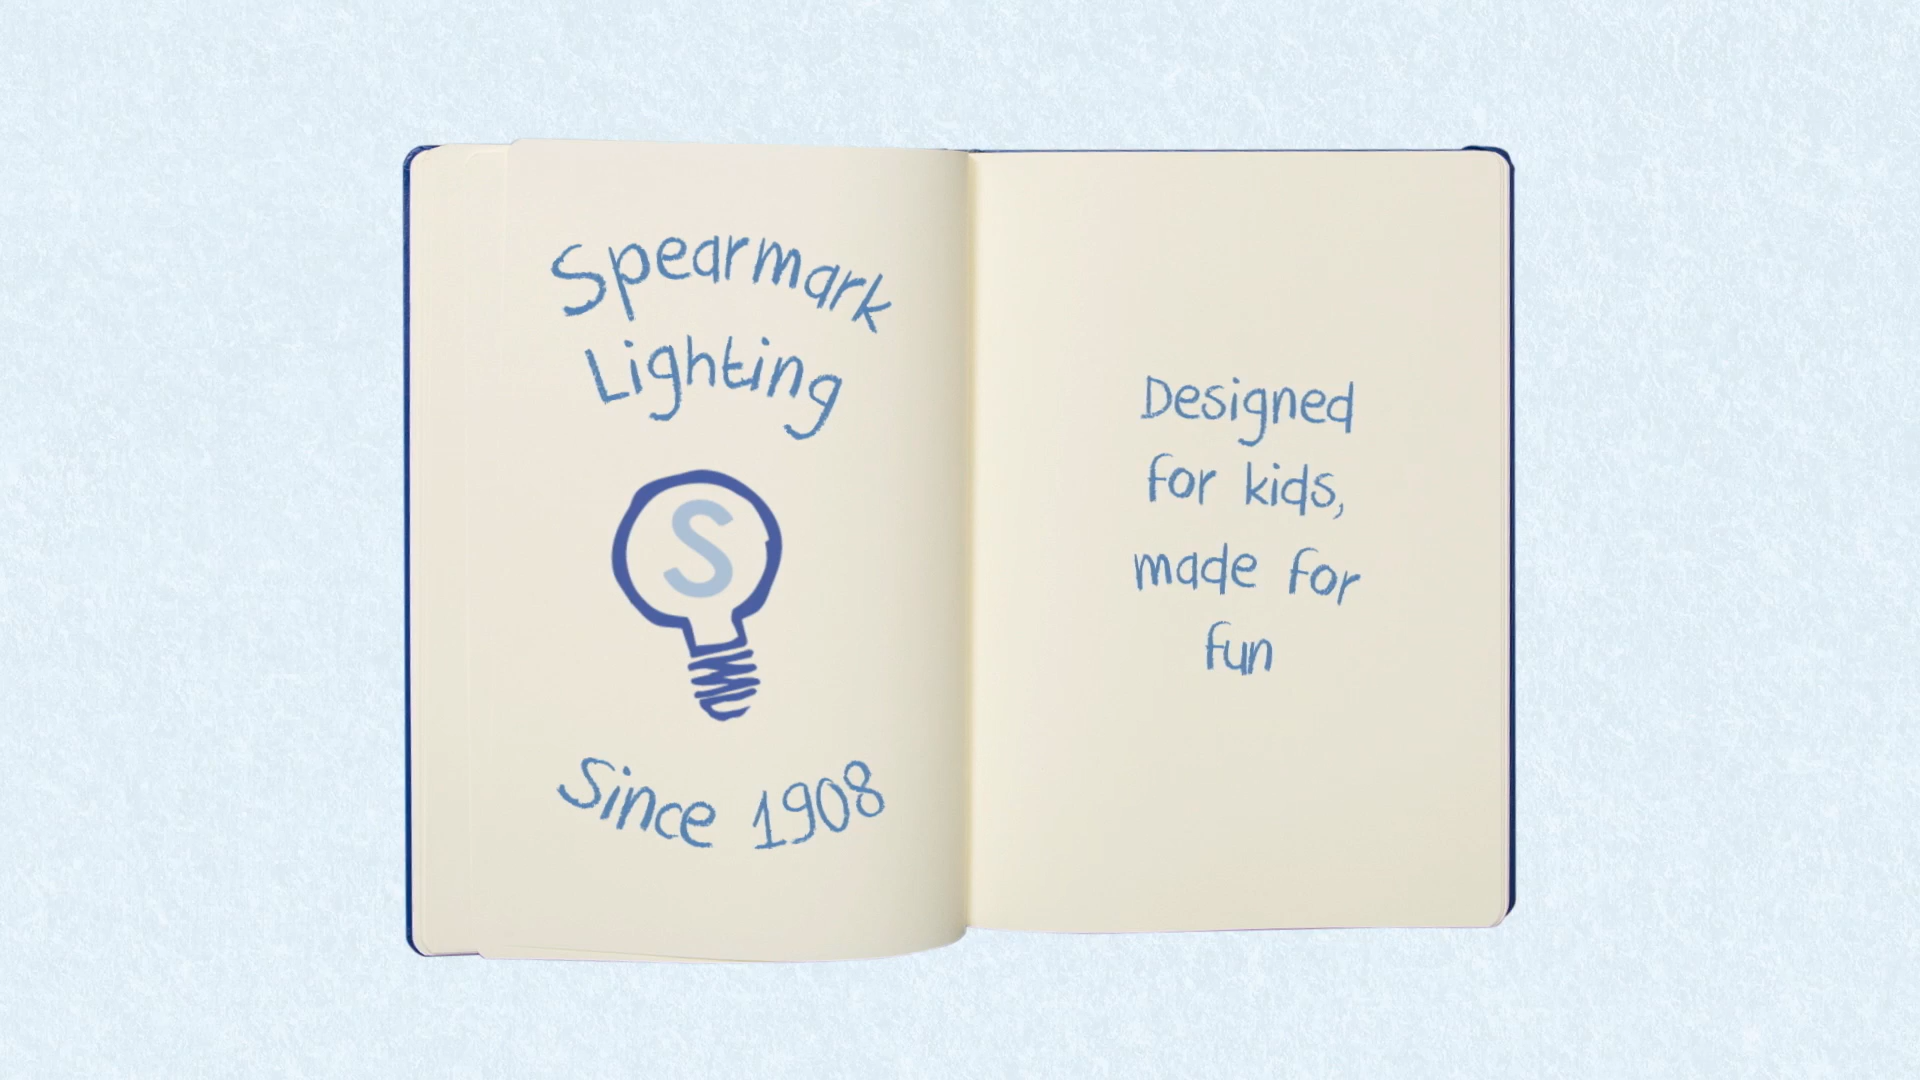 Spearmark
Lighting
S
Since 1908
Designed
for kids,
made for
fun